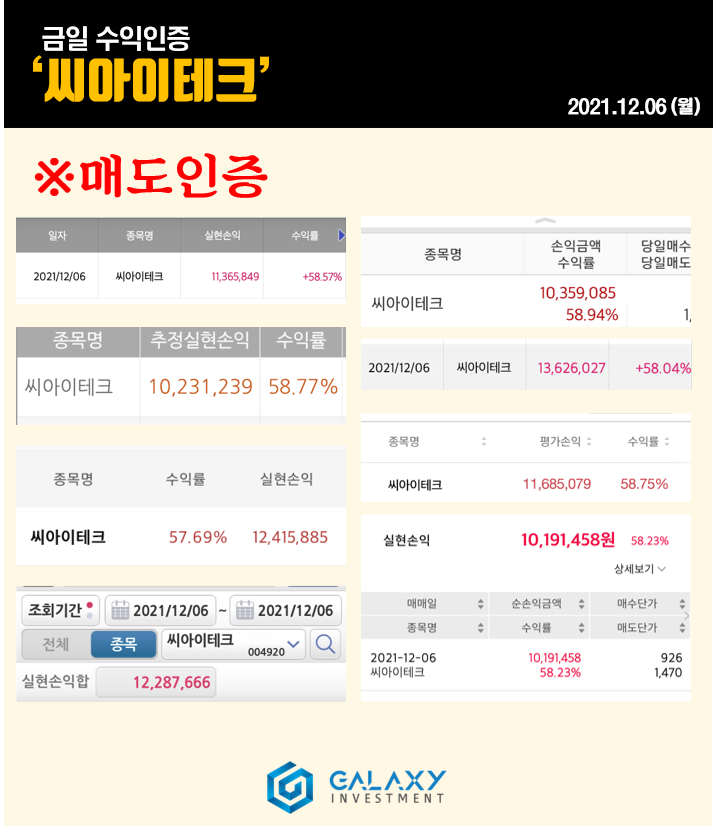 금일 수익인증
‘씨아이테크’
2021.12.06 (월)
※매도인증
일자 종목명 실현손익 수익률
2021/12/06 씨아이테크 11,365,849 +58.57%
종목명 추정실현손익 수익률
씨아이테크 10,231,239 58.77%
종목명 수익률 실현손익
씨아이테크 57.69% 12,415,885
조회기간 2021/12/06 ~ 2021/12/06
전체 종목 씨아이테크 004920
실현손익합 12,287,666
종목명 손익금액 당일매수
수익률 당일매도
씨아이테크 10,359,085
58.94% 1,
2021/12/06 씨아이테크 13,626,027 +58.04%
종목명 평가손익 수익률
씨아이테크 11,685,079 58.75%
실현손익 10,191,458원 58.23%
상세보기
매매일 순손익금액 매수단가
종목명 수익률 매도단가
2021-12-06 10,191,458 926
씨아이테크 58.23% 1,470
GALAXY
INVESTMENT